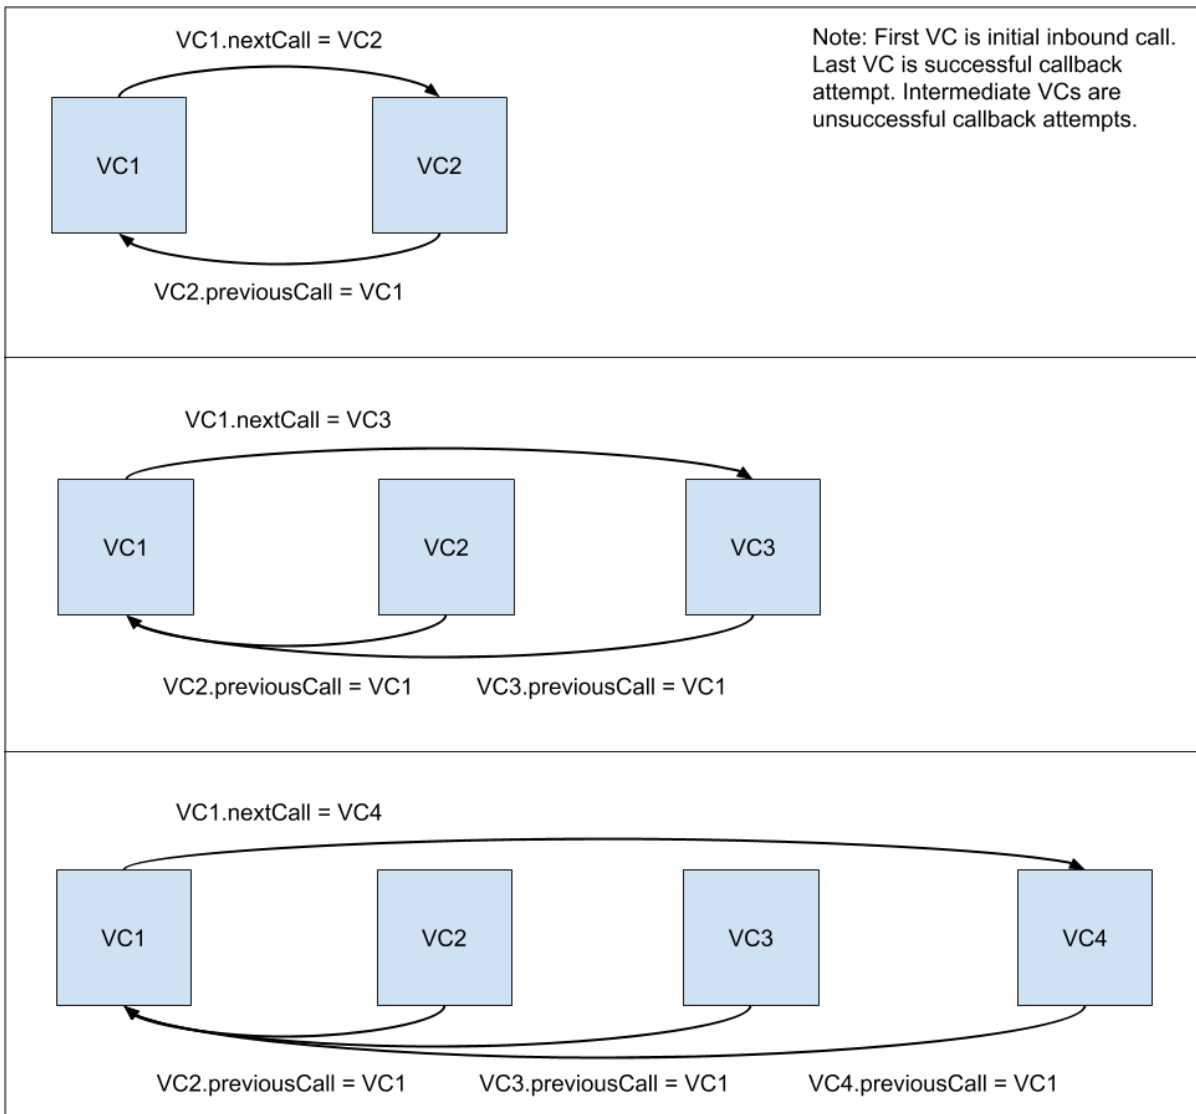 VC1.nextCall = VC2
Note: First VC is initial inbound call.
Last VC is successful callback
attempt. Intermediate VCs are
unsuccessful callback attempts.
VC1
VC2
VC2.previousCall = VC1
VC1.nextCall = VC3
VC1
VC2
VC3
VC2.previousCall = VC1
VC3.previousCall = VC1
VC1.nextCall = VC4
VC1
VC2
VC3
VC4
VC2.previousCall = VC1
VC3.previousCall = VC1
VC4.previousCall = VC1